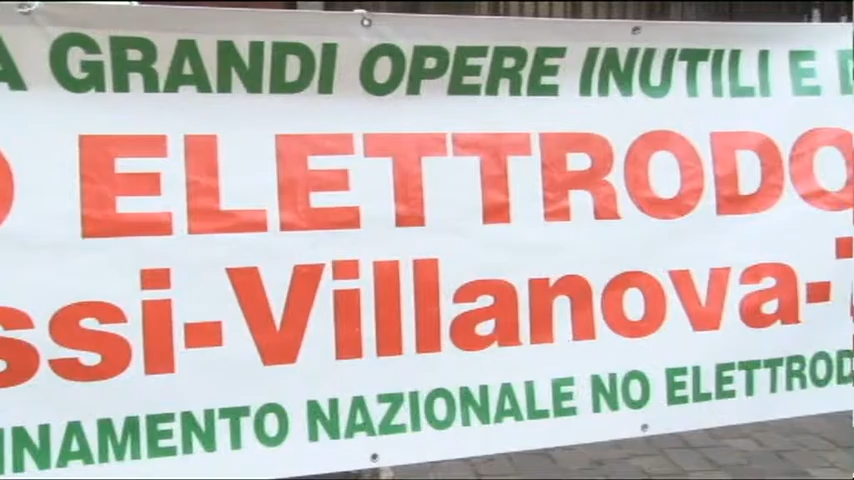 A GRANDI OPERE INUTILI E
ELETTRODO
ssi-Villanova-
INAMENTO NAZIONALE NO ELETTROD